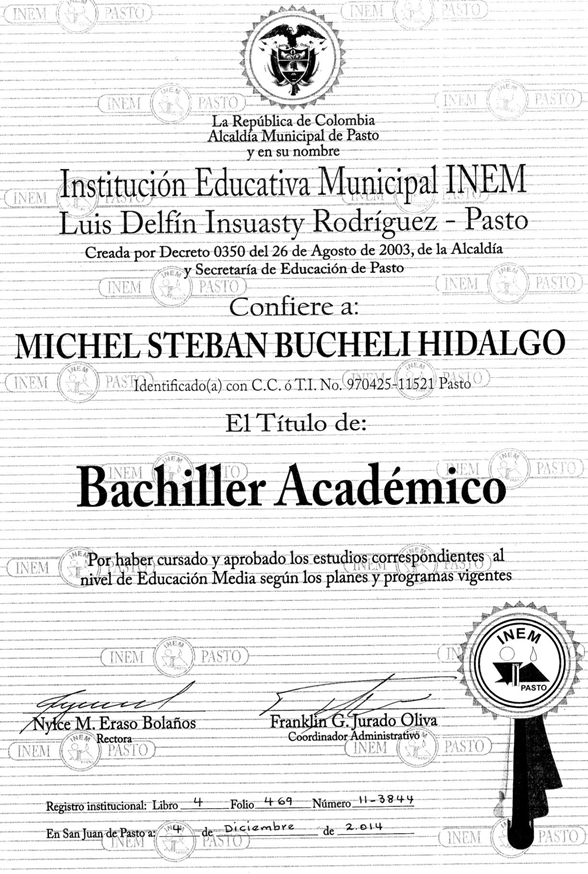 La República de Colombia
Alcaldía Municipal de Pasto
y en su nombre
Institución Educativa Municipal INEM
Luis Delfín Insuasty Rodríguez - Pasto
Creada por Decreto 0350 del 26 de Agosto de 2003, de la Alcaldía
y Secretaría de Educación de Pasto
Confiere a:
MICHEL STEBAN BUCHELI HIDALGO
Identificado(a) con C.C. ó T.I. No. 970425-11521 Pasto
El Título de:
Bachiller Académico
Por haber cursado y aprobado los estudios correspondientes al
nivel de Educación Media según los planes y programas vigentes
INEM
PASTO
Nylce M. Eraso Bolaños
Rectora
Franklin G. Jurado Oliva
Coordinador Administrativo
Registro institucional: Libro 4 Folio 469 Número 11-3844
En San Juan de Pasto a: 4 de Diciembre de 2.014